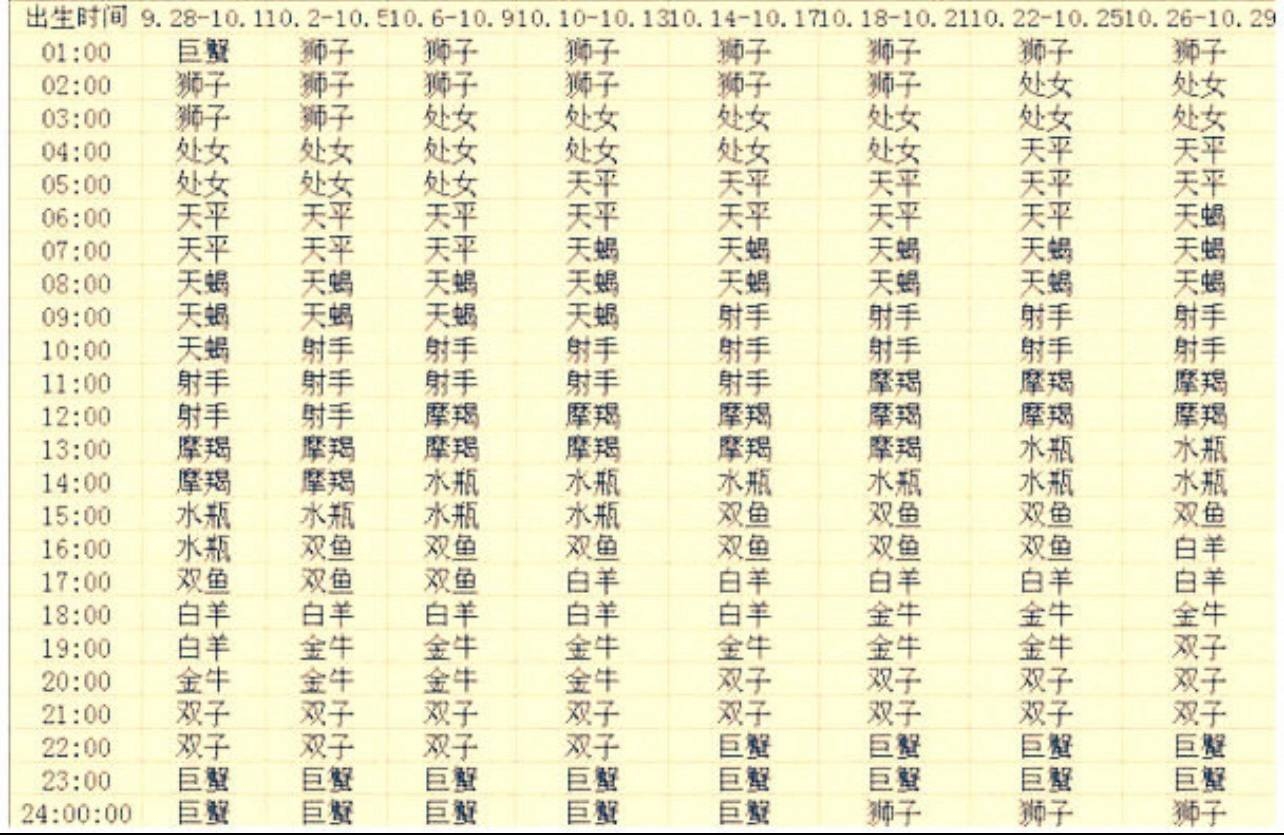 出生时间 9.28-10.1 10.2-10.5 10.6-10.9 10.10-10.13 10.14-10.17 10.18-10.21 10.22-10.25 10.26-10.29
01:00 巨蟹 狮子 狮子 狮子 狮子 狮子 狮子 狮子
02:00 狮子 狮子 狮子 狮子 狮子 狮子 处女 处女
03:00 狮子 狮子 处女 处女 处女 处女 处女 处女
04:00 处女 处女 处女 处女 处女 处女 天平 天平
05:00 处女 处女 处女 天平 天平 天平 天平 天平
06:00 天平 天平 天平 天平 天平 天平 天平 天蝎
07:00 天平 天平 天平 天蝎 天蝎 天蝎 天蝎 天蝎
08:00 天蝎 天蝎 天蝎 天蝎 天蝎 天蝎 天蝎 天蝎
09:00 天蝎 天蝎 天蝎 天蝎 射手 射手 射手 射手
10:00 天蝎 射手 射手 射手 射手 射手 射手 射手
11:00 射手 射手 射手 射手 射手 摩羯 摩羯 摩羯
12:00 射手 射手 摩羯 摩羯 摩羯 摩羯 摩羯 摩羯
13:00 摩羯 摩羯 摩羯 摩羯 摩羯 摩羯 水瓶 水瓶
14:00 摩羯 摩羯 水瓶 水瓶 水瓶 水瓶 水瓶 水瓶
15:00 水瓶 水瓶 水瓶 水瓶 双鱼 双鱼 双鱼 双鱼
16:00 水瓶 双鱼 双鱼 双鱼 双鱼 双鱼 双鱼 白羊
17:00 双鱼 双鱼 双鱼 白羊 白羊 白羊 白羊 白羊
18:00 白羊 白羊 白羊 白羊 白羊 金牛 金牛 金牛
19:00 白羊 金牛 金牛 金牛 金牛 金牛 金牛 双子
20:00 金牛 金牛 金牛 金牛 双子 双子 双子 双子
21:00 双子 双子 双子 双子 双子 双子 双子 双子
22:00 双子 双子 双子 双子 巨蟹 巨蟹 巨蟹 巨蟹
23:00 巨蟹 巨蟹 巨蟹 巨蟹 巨蟹 巨蟹 巨蟹 巨蟹
24:00:00 巨蟹 巨蟹 巨蟹 巨蟹 巨蟹 狮子 狮子 狮子